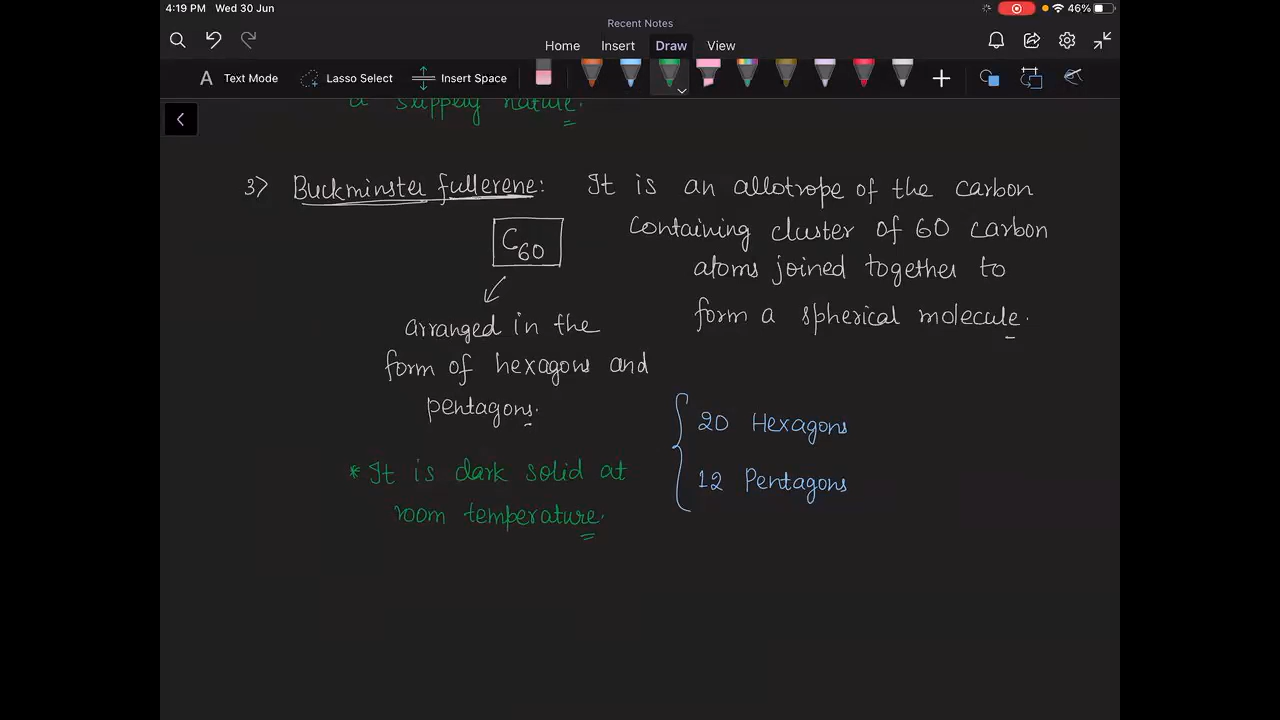 4:19 PM Wed 30 Jun
46%
Recent Notes
Home Insert Draw View
A Text Mode Lasso Select Insert Space
a slippery nature.
3) Buckminster fullerene: It is an allotrope of the carbon
containing cluster of 60 carbon
C60
atoms joined together to
form a spherical molecule.
arranged in the
form of hexagons and
pentagons.
20 Hexagons
12 Pentagons
* It is dark solid at
room temperature.